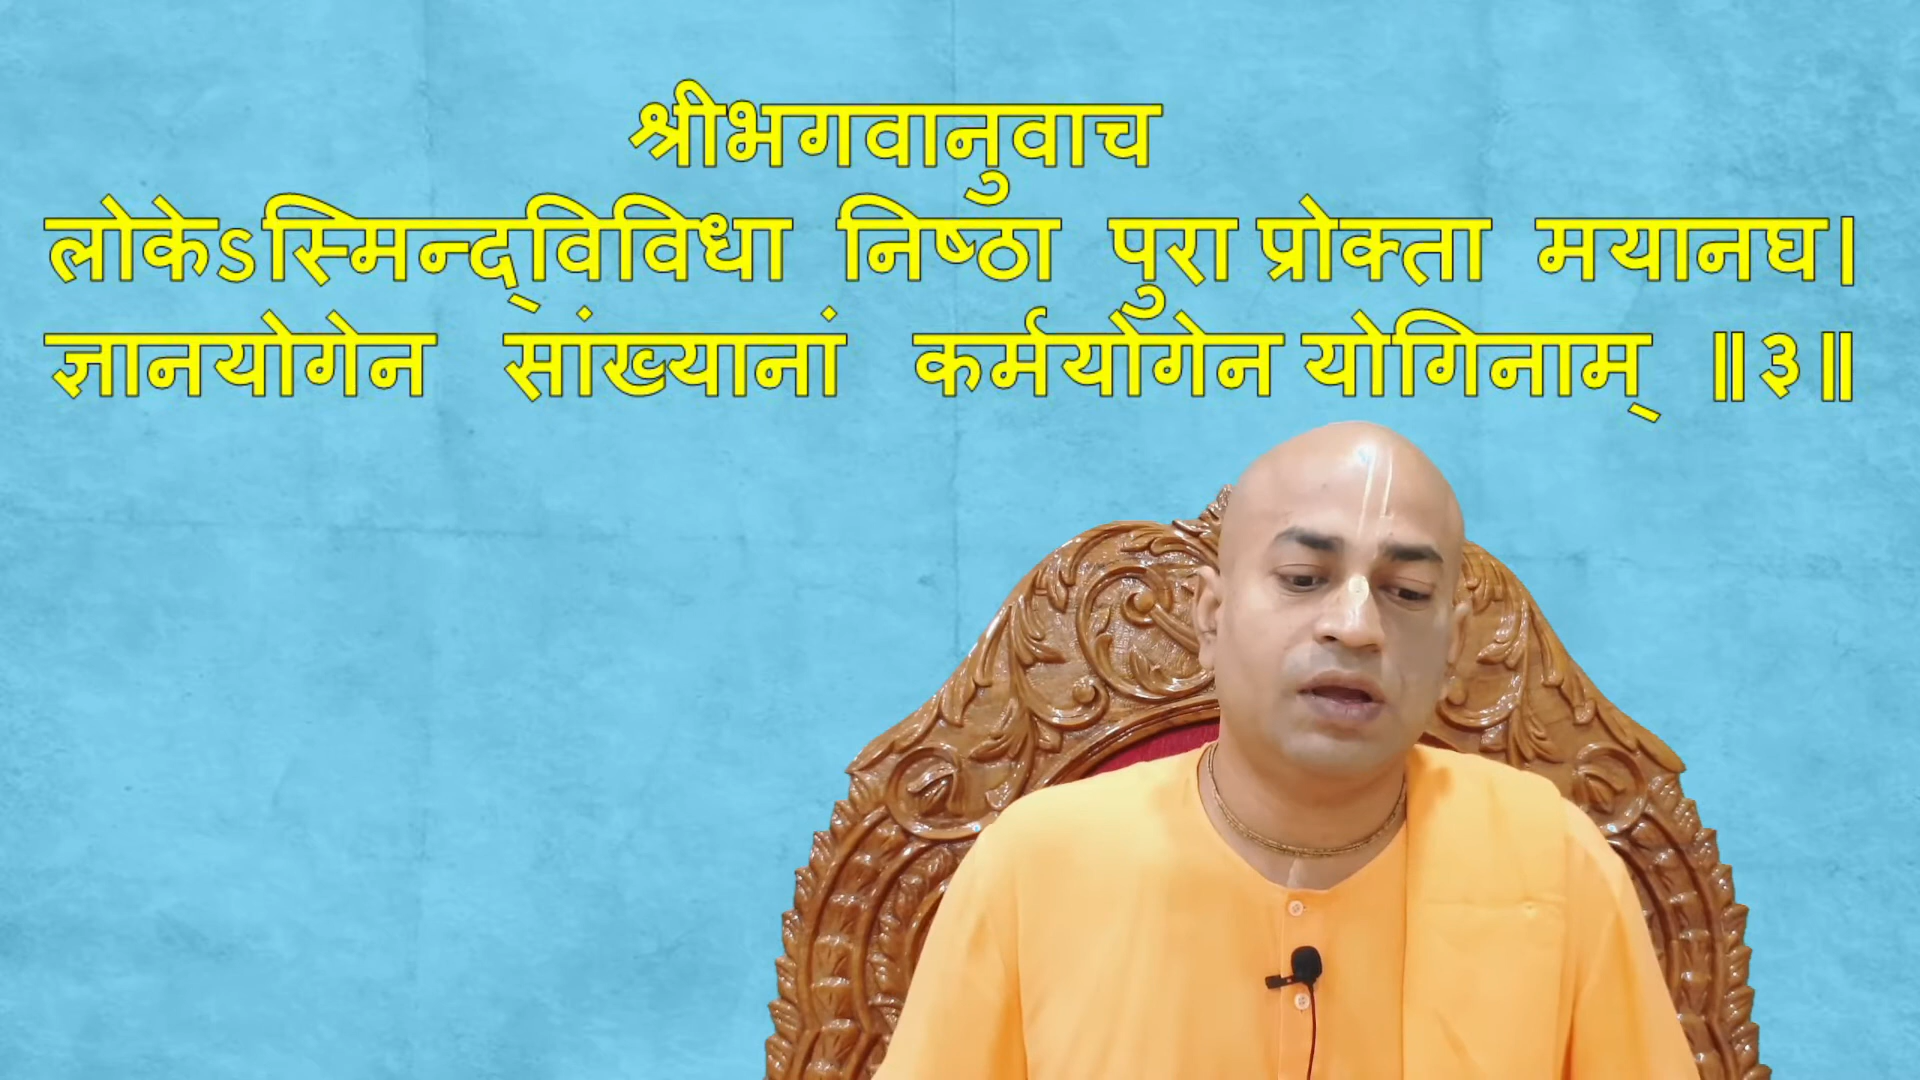 श्रीभगवानुवाच
लोकेऽस्मिन्द्‌विविधा निष्ठा पुरा प्रोक्ता मयानघ।
ज्ञानयोगेन सांख्यानां कर्मयोगेन योगिनाम् ॥३॥